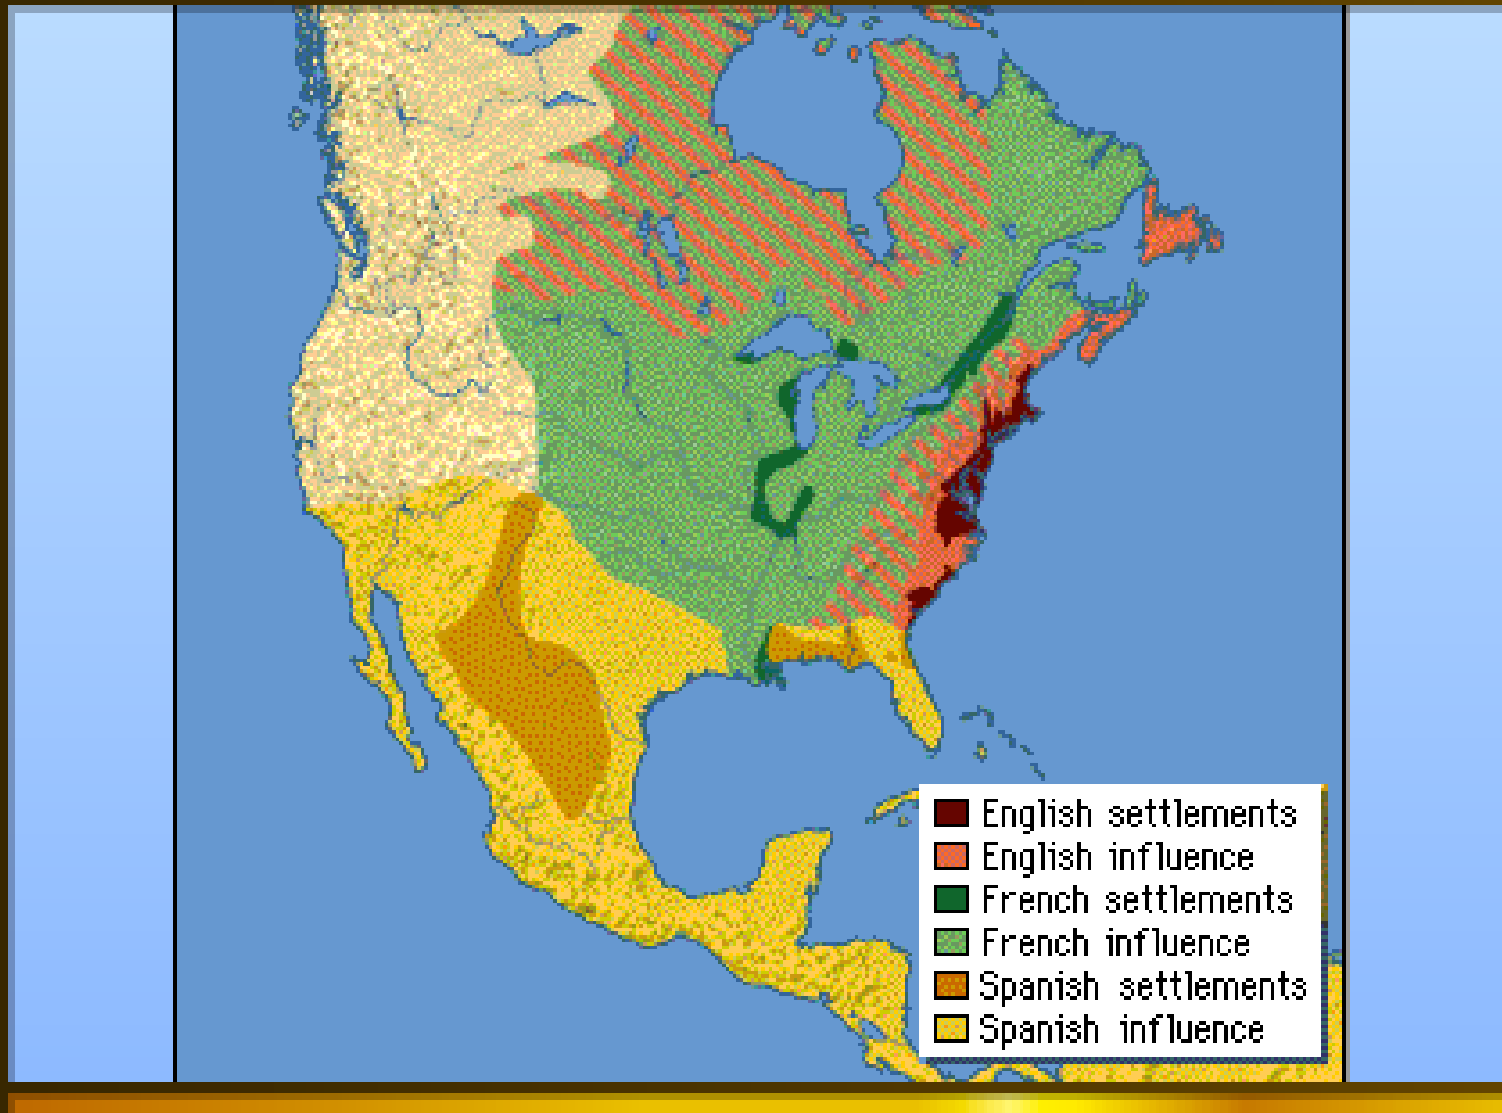 English settlements
English influence
French settlements
French influence
Spanish settlements
Spanish influence